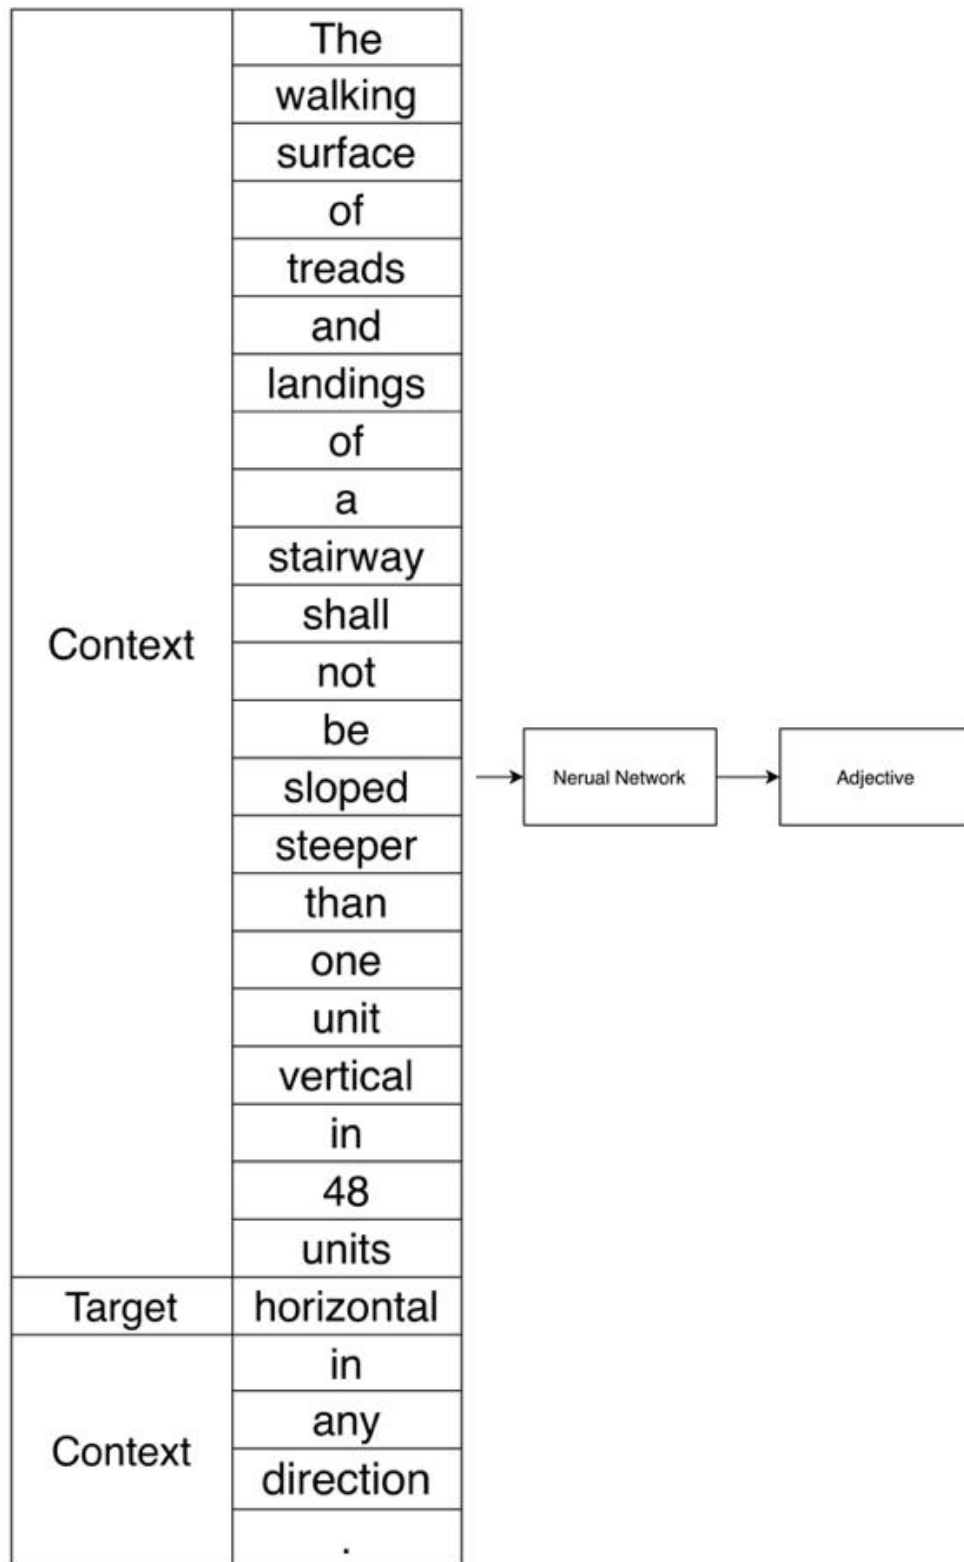 The
walking
surface
of
treads
and
landings
of
a
stairway
Context
shall
not
be
sloped
steeper
than
one
unit
vertical
in
48
units
Target
horizontal
Context
in
any
direction
.
Nerual Network
Adjective